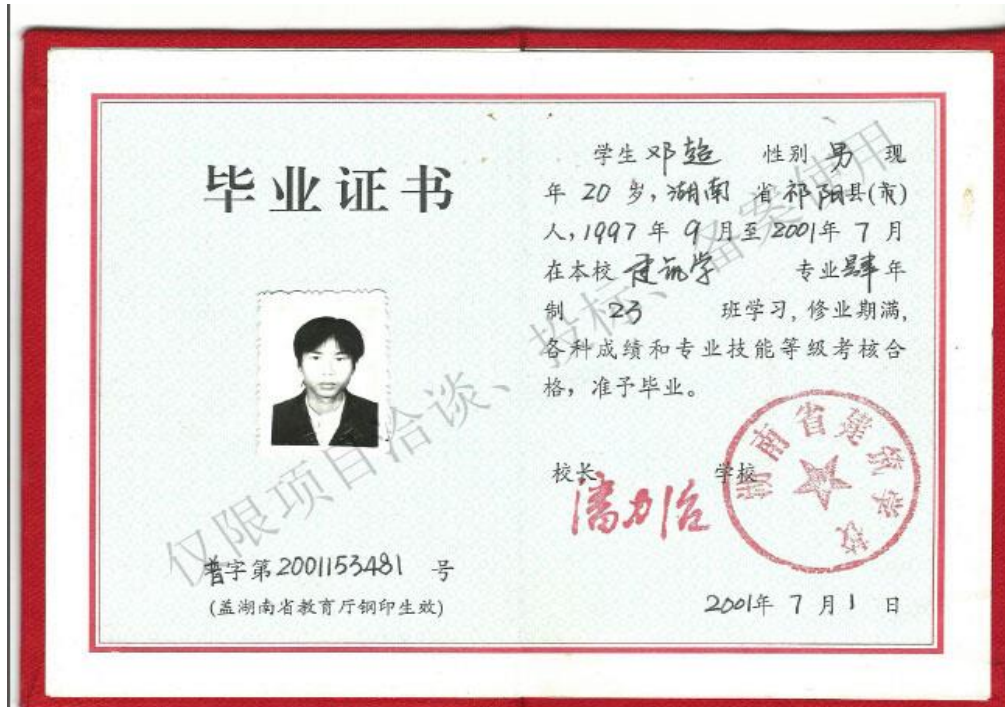 毕业证书
普字第2001153481 号
(盖湖南省教育厅钢印生效)
学生邓超 性别 男 现
年 20 岁，湖南 省祁阳县(市)
人，1997 年 9 月至2001年 7 月
在本校 建筑学 专业肆年
制 23 班学习，修业期满，
各科成绩和专业技能等级考核合
格，准予毕业。
校长 潘力治 学校
湖南省建筑学校
2001年 7 月 1 日
仅限项目洽谈、投标、备案使用